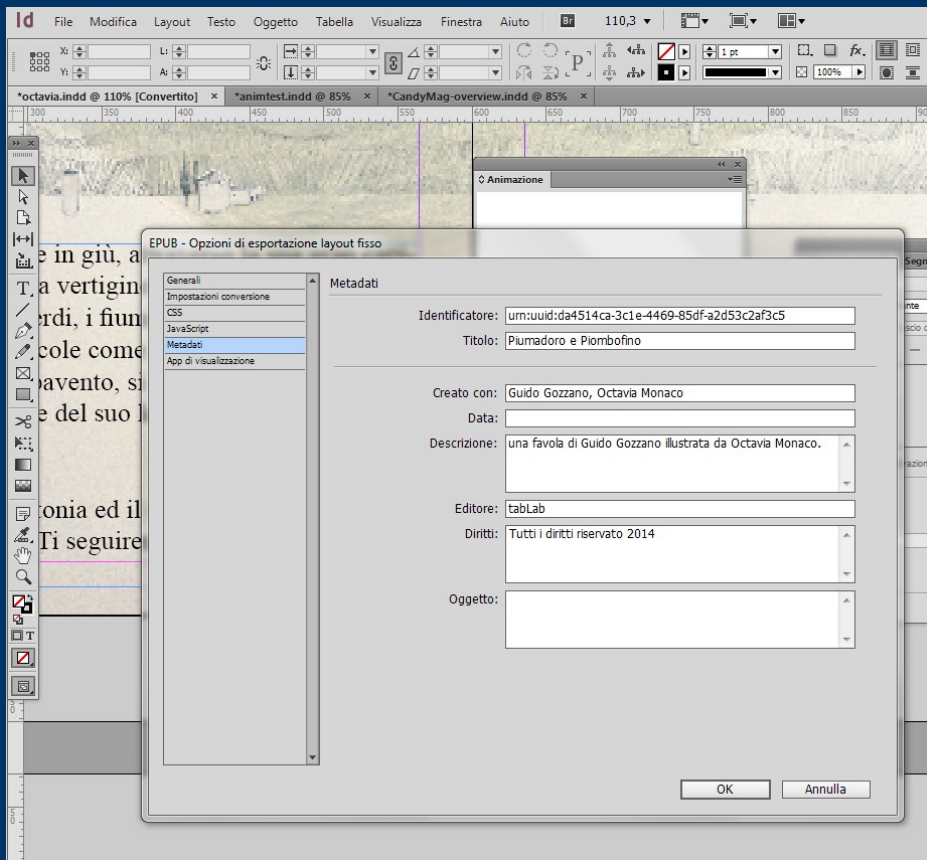 Id File Modifica Layout Testo Oggetto Tabella Visualizza Finestra Aiuto Br 110,3
X: L: 1 pt fx.
Y: A: P 100%
*octavia.indd @ 110% [Convertito] × *animtest.indd @ 85% × *CandyMag-overview.indd @ 85% ×
300 350 400 450 500 550 600 650 700 750 800 850
Animazione
e in giù, a
a vertigin
erdi, i fium
cole come
pavento, si
e del suo
tonia ed il
Ti seguire
EPUB - Opzioni di esportazione layout fisso
Generali
Impostazioni conversione
CSS
JavaScript
Metadati
App di visualizzazione
Metadati
Identificatore: urn:uuid:da4514ca-3c1e-4469-85df-a2d53c2af3c5
Titolo: Piumadoro e Piombofino
Creato con: Guido Gozzano, Octavia Monaco
Data:
Descrizione: una favola di Guido Gozzano illustrata da Octavia Monaco.
Editore: tabLab
Diritti: Tutti i diritti riservato 2014
Oggetto:
OK Annulla
Segn
nte
scio
razion
T